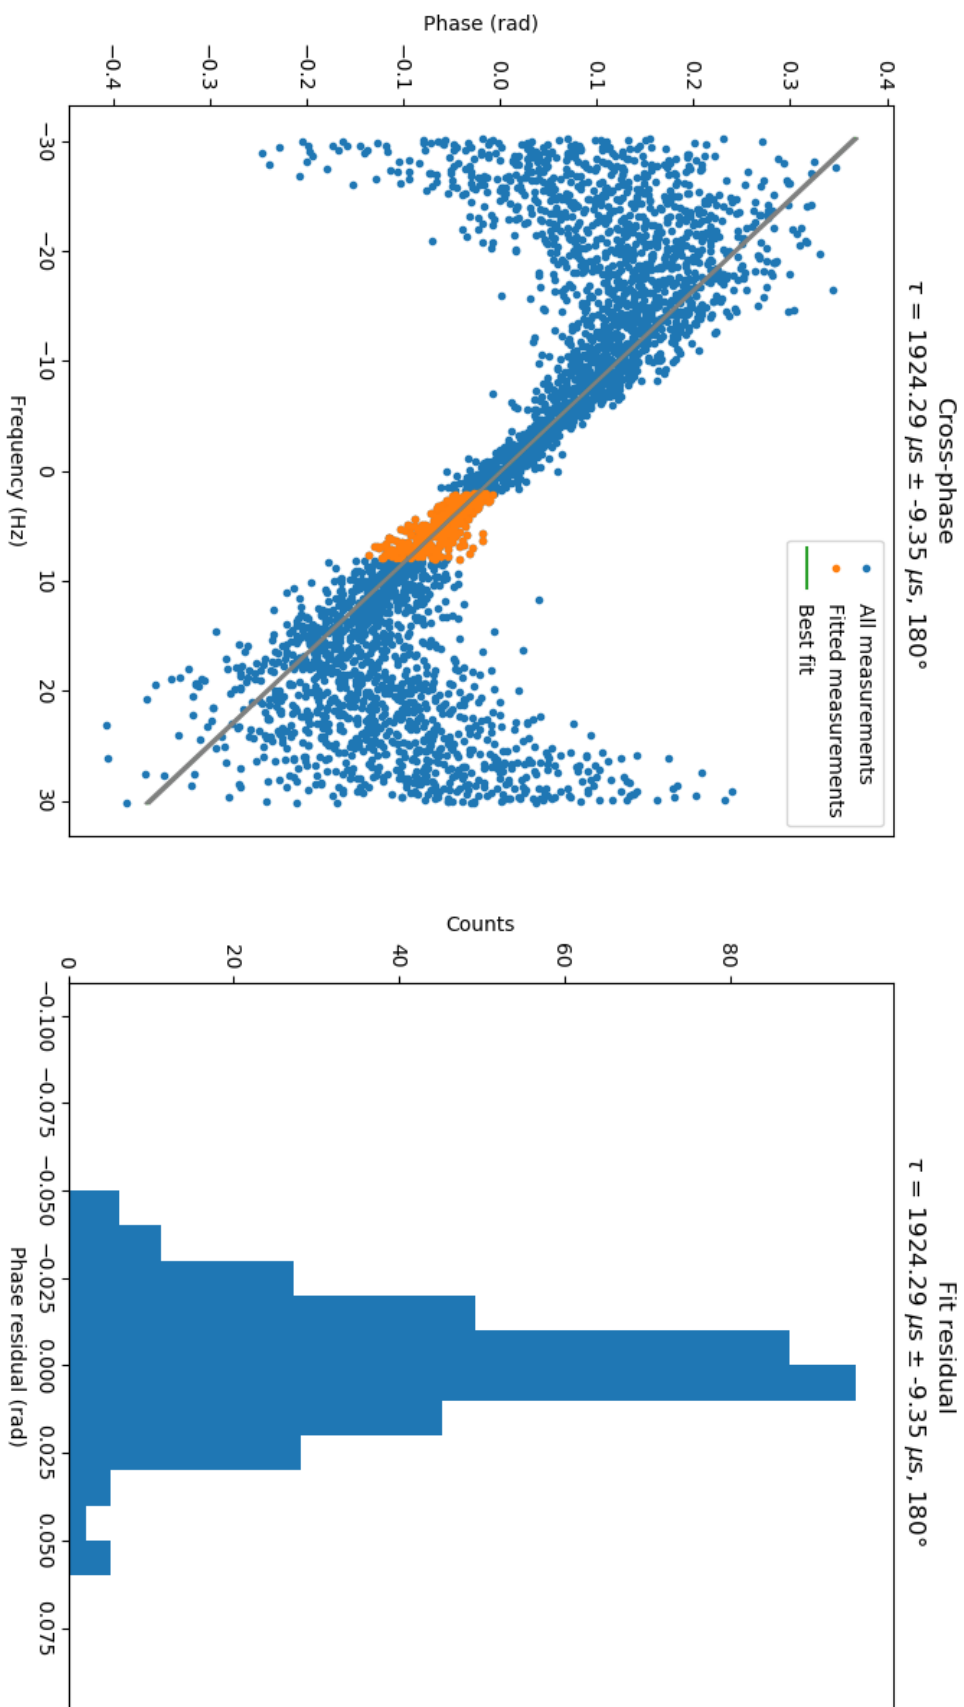 Cross-phase
τ = 1924.29 μs ± -9.35 μs, 180°
Phase (rad)
0.4
0.3
0.2
0.1
0.0
−0.1
−0.2
−0.3
−0.4
All measurements
Fitted measurements
Best fit
−30
−20
−10
0
10
20
30
Frequency (Hz)
Fit residual
τ = 1924.29 μs ± -9.35 μs, 180°
Counts
80
60
40
20
0
−0.100
−0.075
−0.050
−0.025
0.000
0.025
0.050
0.075
Phase residual (rad)